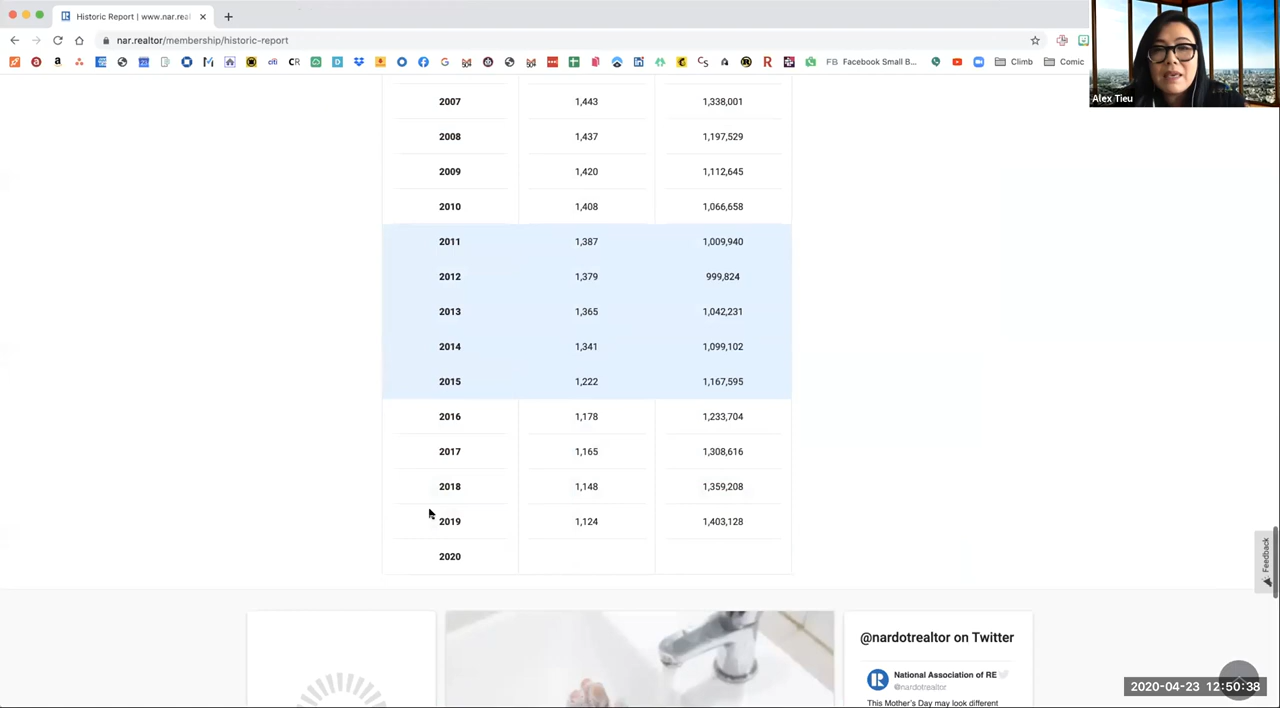 Historic Report | www.nar.real
nar.realtor/membership/historic-report
CR
FB Facebook Small B...
Climb
Comic
Alex Tieu
2007 1,443 1,338,001
2008 1,437 1,197,529
2009 1,420 1,112,645
2010 1,408 1,066,658
2011 1,387 1,009,940
2012 1,379 999,824
2013 1,365 1,042,231
2014 1,341 1,099,102
2015 1,222 1,167,595
2016 1,178 1,233,704
2017 1,165 1,308,616
2018 1,148 1,359,208
2019 1,124 1,403,128
2020
Feedback
@nardotrealtor on Twitter
National Association of RE
@nardotrealtor
This Mother's Day may look different
2020-04-23 12:50:38